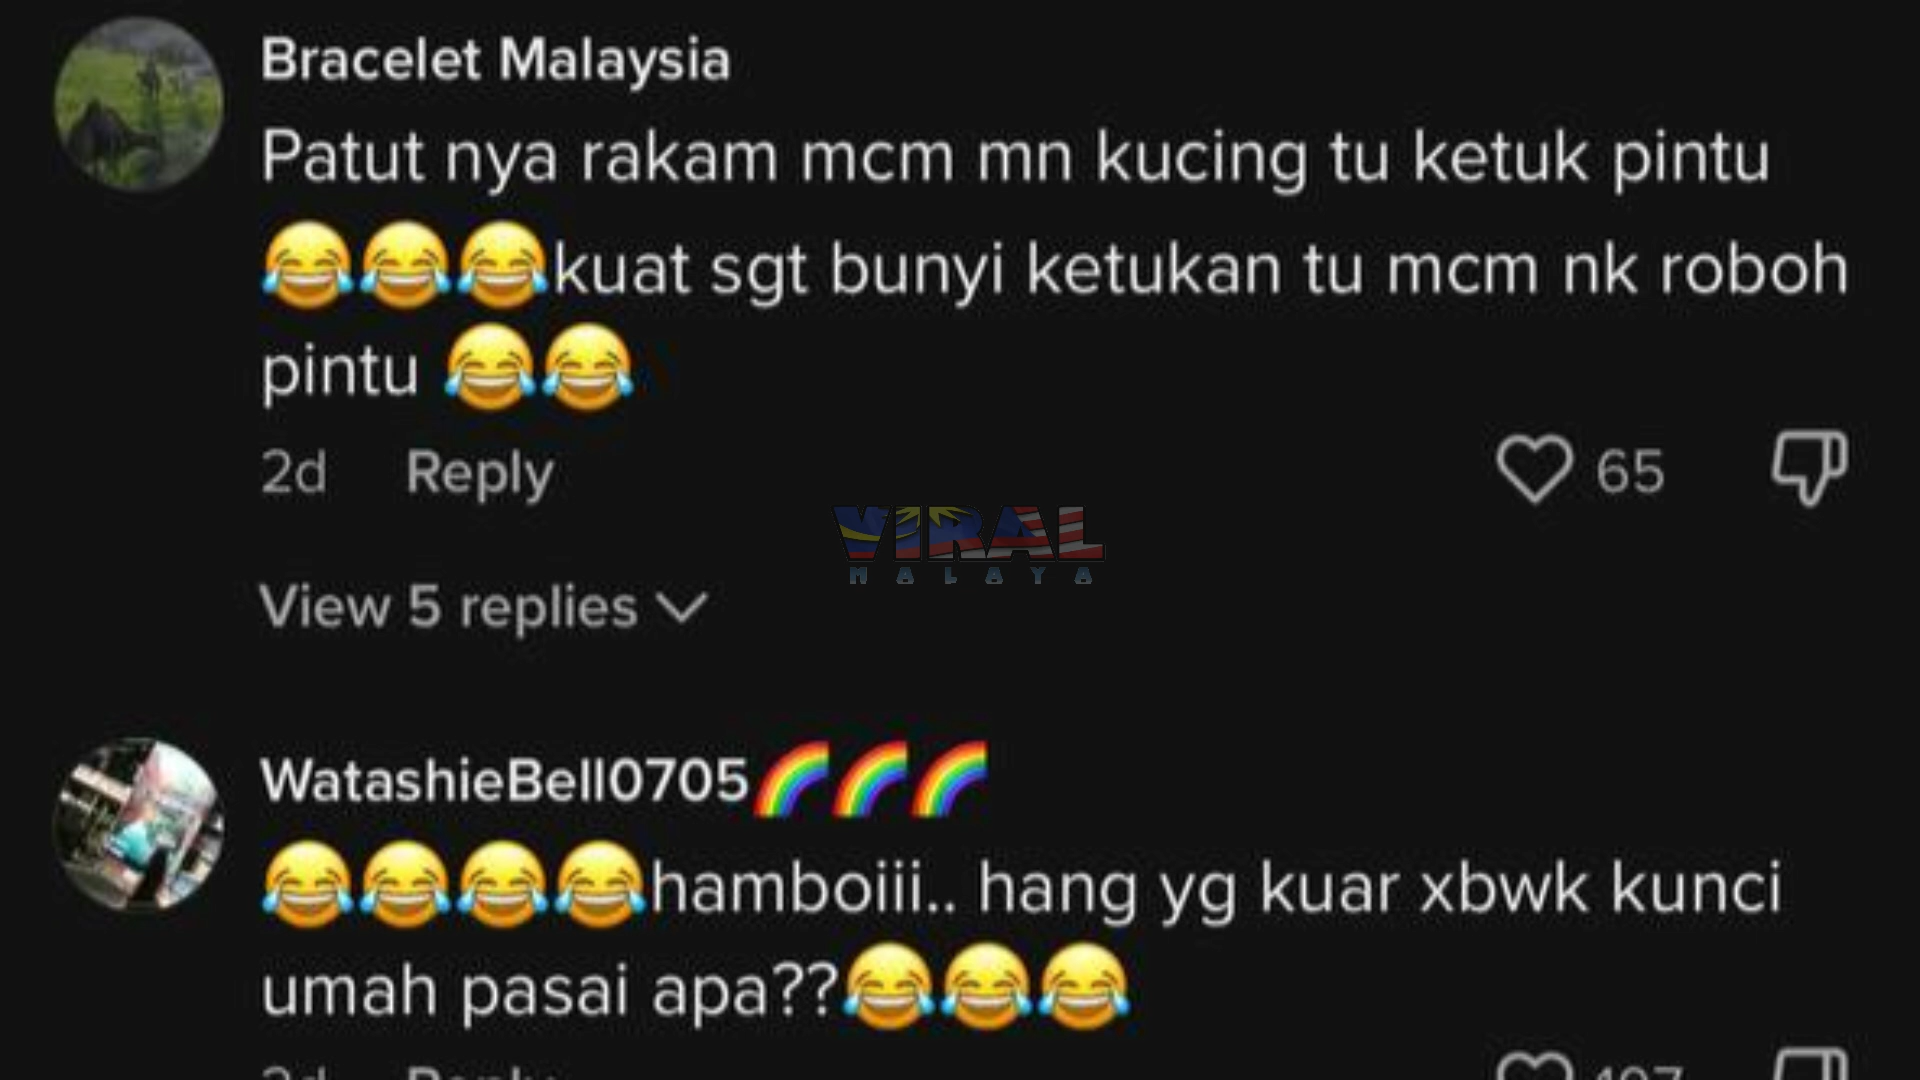 Bracelet Malaysia
Patut nya rakam mcm mn kucing tu ketuk pintu
😂😂😂kuat sgt bunyi ketukan tu mcm nk roboh
pintu 😂😂
2d Reply 65
VIRAL
MALAYA
View 5 replies
WatashieBell0705🌈🌈🌈
😂😂😂😂hamboiii.. hang yg kuar xbwk kunci
umah pasai apa??😂😂😂
2d Reply